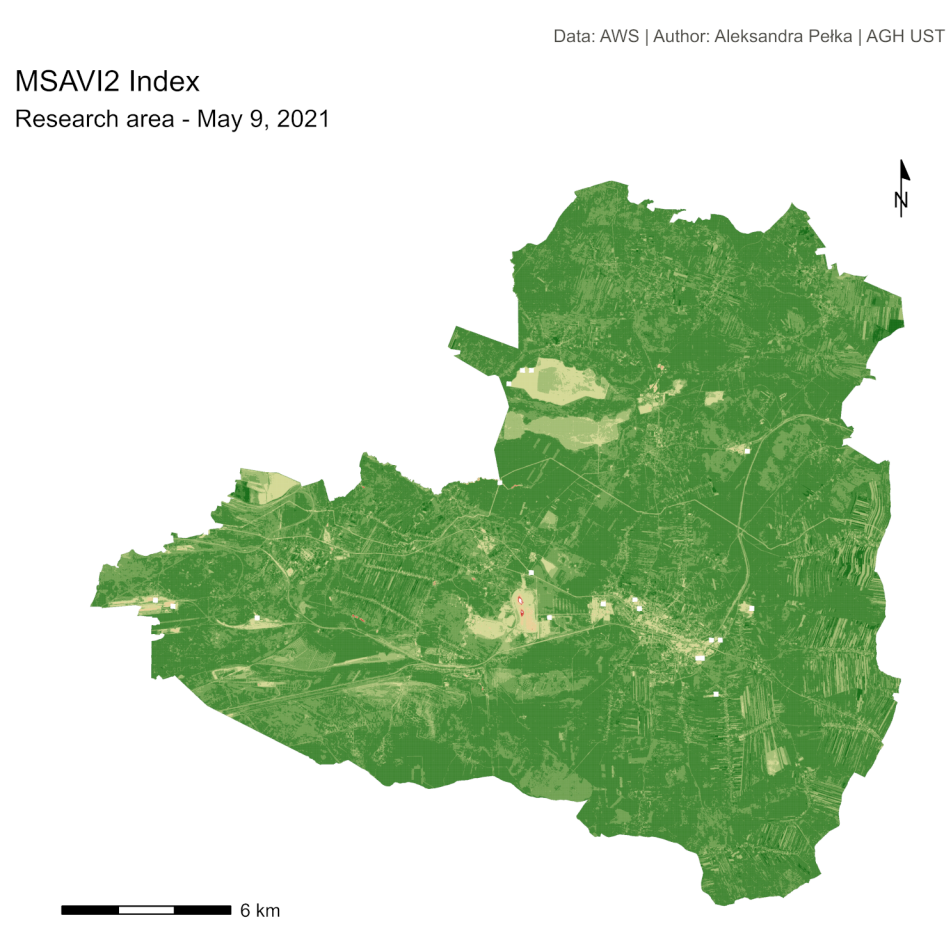 Data: AWS | Author: Aleksandra Pełka | AGH UST
MSAVI2 Index
Research area - May 9, 2021
N
6 km